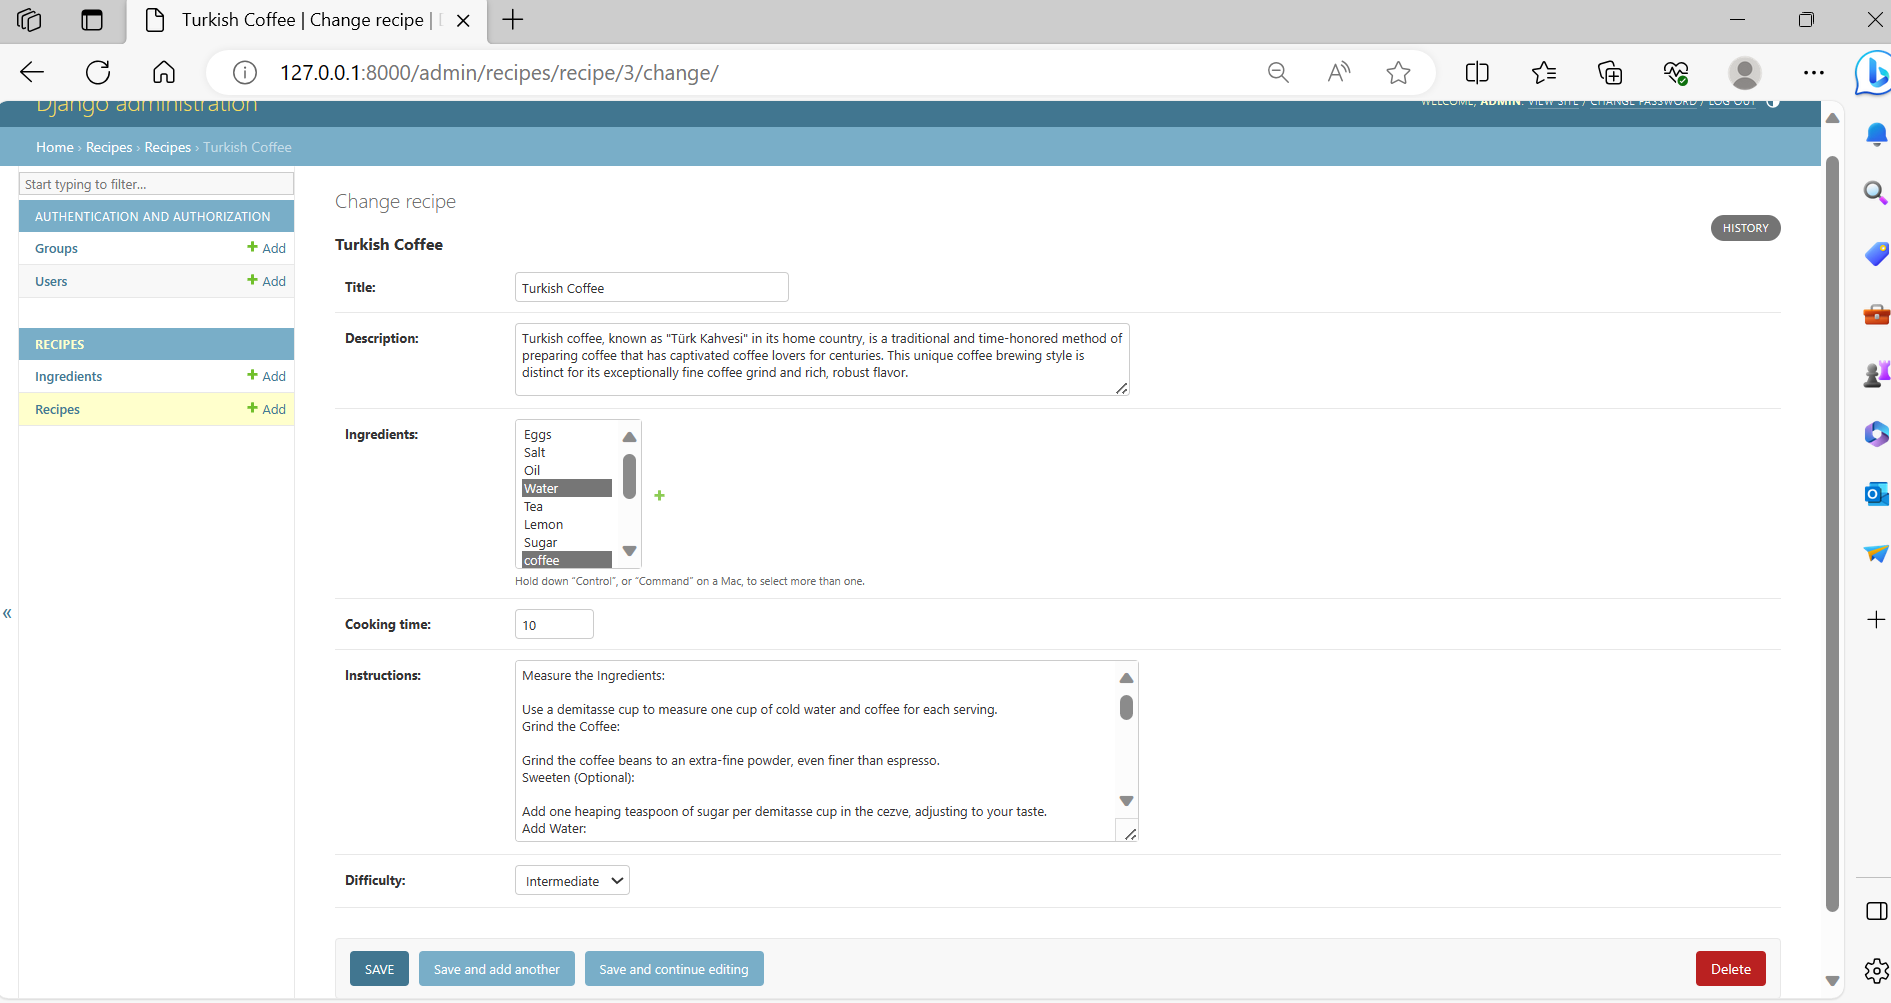 Turkish Coffee | Change recipe |
127.0.0.1:8000/admin/recipes/recipe/3/change/
Django administration
WELCOME, ADMIN. VIEW SITE / CHANGE PASSWORD / LOG OUT
Home › Recipes › Recipes › Turkish Coffee
Start typing to filter...
AUTHENTICATION AND AUTHORIZATION
Groups + Add
Users + Add
RECIPES
Ingredients + Add
Recipes + Add
«
Change recipe
HISTORY
Turkish Coffee
Title: Turkish Coffee
Description: Turkish coffee, known as "Türk Kahvesi" in its home country, is a traditional and time-honored method of
preparing coffee that has captivated coffee lovers for centuries. This unique coffee brewing style is
distinct for its exceptionally fine coffee grind and rich, robust flavor.
Ingredients: Eggs
Salt
Oil
Water
Tea
Lemon
Sugar
coffee
Hold down “Control”, or “Command” on a Mac, to select more than one.
Cooking time: 10
Instructions: Measure the Ingredients:
Use a demitasse cup to measure one cup of cold water and coffee for each serving.
Grind the Coffee:
Grind the coffee beans to an extra-fine powder, even finer than espresso.
Sweeten (Optional):
Add one heaping teaspoon of sugar per demitasse cup in the cezve, adjusting to your taste.
Add Water:
Difficulty: Intermediate
SAVE Save and add another Save and continue editing Delete